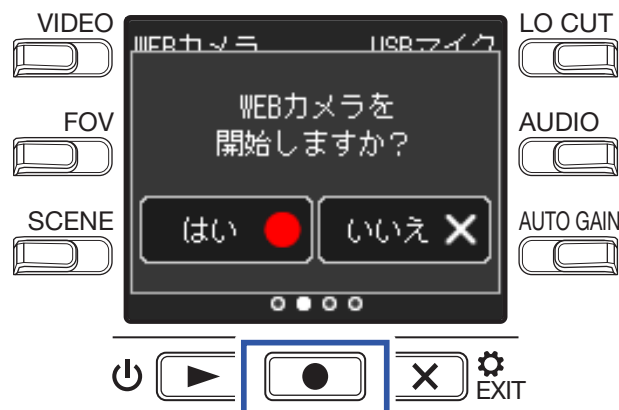 VIDEO
LO CUT
WEBカメラ USBマイク
WEBカメラを
開始しますか？
FOV
AUDIO
はい いいえ
SCENE
AUTO GAIN
EXIT